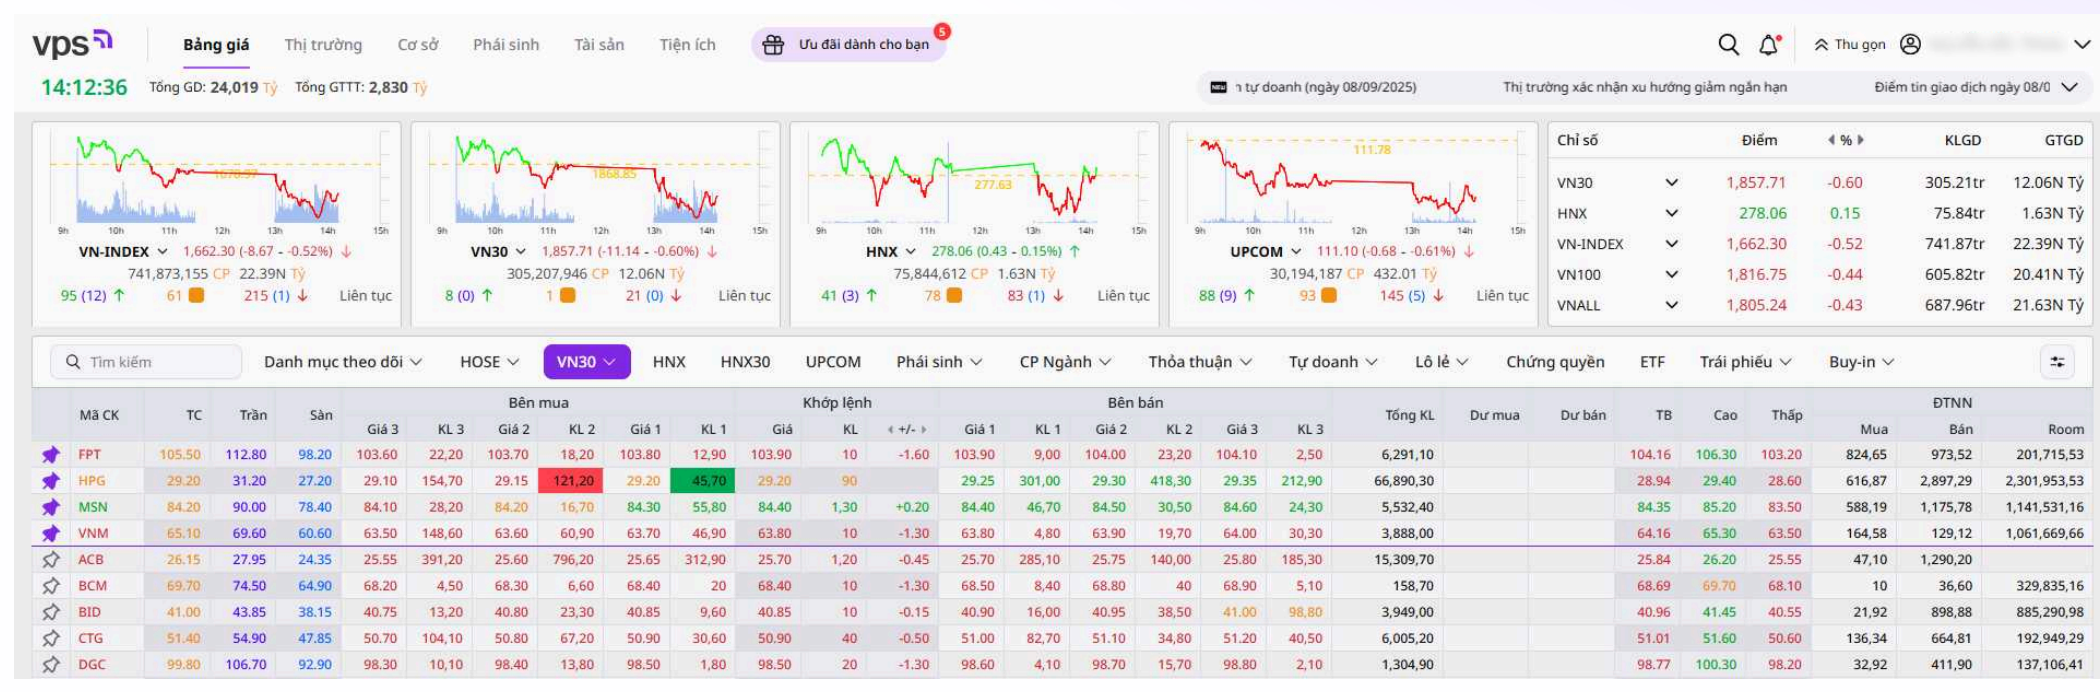 vps Bảng giá Thị trường Cơ sở Phái sinh Tài sản Tiện ích Ưu đãi dành cho bạn 5 Thu gọn
14:12:36 Tổng GD: 24,019 Tỷ Tổng GTTT: 2,830 Tỷ NEW tự doanh (ngày 08/09/2025) Thị trường xác nhận xu hướng giảm ngắn hạn Điểm tin giao dịch ngày 08/0
111.78
1868.85
277.63
9h 10h 11h 12h 13h 14h 15h 9h 10h 11h 12h 13h 14h 15h 9h 10h 11h 12h 13h 14h 15h 9h 10h 11h 12h 13h 14h 15h
VN-INDEX 1,662.30 (-8.67 - -0.52%)
741,873,155 CP 22.39N Tỷ
95 (12) 61 215 (1) Liên tục
VN30 1,857.71 (-11.14 - -0.60%)
305,207,946 CP 12.06N Tỷ
8 (0) 1 21 (0) Liên tục
HNX 278.06 (0.43 - 0.15%)
75,844,612 CP 1.63N Tỷ
41 (3) 78 83 (1) Liên tục
UPCOM 111.10 (-0.68 - -0.61%)
30,194,187 CP 432.01 Tỷ
88 (9) 93 145 (5) Liên tục
Chỉ số Điểm % KLGD GTGD
VN30 1,857.71 -0.60 305.21tr 12.06N Tỷ
HNX 278.06 0.15 75.84tr 1.63N Tỷ
VN-INDEX 1,662.30 -0.52 741.87tr 22.39N Tỷ
VN100 1,816.75 -0.44 605.82tr 20.41N Tỷ
VNALL 1,805.24 -0.43 687.96tr 21.63N Tỷ
Tìm kiếm Danh mục theo dõi HOSE VN30 HNX HNX30 UPCOM Phái sinh CP Ngành Thỏa thuận Tự doanh Lô lẻ Chứng quyền ETF Trái phiếu Buy-in
Mã CK TC Trần Sàn Bên mua Khớp lệnh Bên bán Tổng KL Dư mua Dư bán TB Cao Thấp ĐTNN
Giá 3 KL 3 Giá 2 KL 2 Giá 1 KL 1 Giá KL +/- Giá 1 KL 1 Giá 2 KL 2 Giá 3 KL 3 Mua Bán Room
FPT 105.50 112.80 98.20 103.60 22,20 103.70 18,20 103.80 12,90 103.90 10 -1.60 103.90 9,00 104.00 23,20 104.10 2,50 6,291,10 104.16 106.30 103.20 824,65 973,52 201,715,53
HPG 29.20 31.20 27.20 29.10 154,70 29.15 121,20 29.20 45,70 29.20 90 29.25 301,00 29.30 418,30 29.35 212,90 66,890,30 28.94 29.40 28.60 616,87 2,897,29 2,301,953,53
MSN 84.20 90.00 78.40 84.10 28,20 84.20 16,70 84.30 55,80 84.40 1,30 +0.20 84.40 46,70 84.50 30,50 84.60 24,30 5,532,40 84.35 85.20 83.50 588,19 1,175,78 1,141,531,16
VNM 65.10 69.60 60.60 63.50 148,60 63.60 60,90 63.70 46,90 63.80 10 -1.30 63.80 4,80 63.90 19,70 64.00 30,30 3,888,00 64.16 65.30 63.50 164,58 129,12 1,061,669,66
ACB 26.15 27.95 24.35 25.55 391,20 25.60 796,20 25.65 312,90 25.70 1,20 -0.45 25.70 285,10 25.75 140,00 25.80 185,30 15,309,70 25.84 26.20 25.55 47,10 1,290,20
BCM 69.70 74.50 64.90 68.20 4,50 68.30 6,60 68.40 20 68.40 10 -1.30 68.50 8,40 68.80 40 68.90 5,10 158,70 68.69 69.70 68.10 10 36,60 329,835,16
BID 41.00 43.85 38.15 40.75 13,20 40.80 23,30 40.85 9,60 40.85 10 -0.15 40.90 16,00 40.95 38,50 41.00 98,80 3,949,00 40.96 41.45 40.55 21,92 898,88 885,290,98
CTG 51.40 54.90 47.85 50.70 104,10 50.80 67,20 50.90 30,60 50.90 40 -0.50 51.00 82,70 51.10 34,80 51.20 40,50 6,005,20 51.01 51.60 50.60 136,34 664,81 192,949,29
DGC 99.80 106.70 92.90 98.30 10,10 98.40 13,80 98.50 1,80 98.50 20 -1.30 98.60 4,10 98.70 15,70 98.80 2,10 1,304,90 98.77 100.30 98.20 32,92 411,90 137,106,41